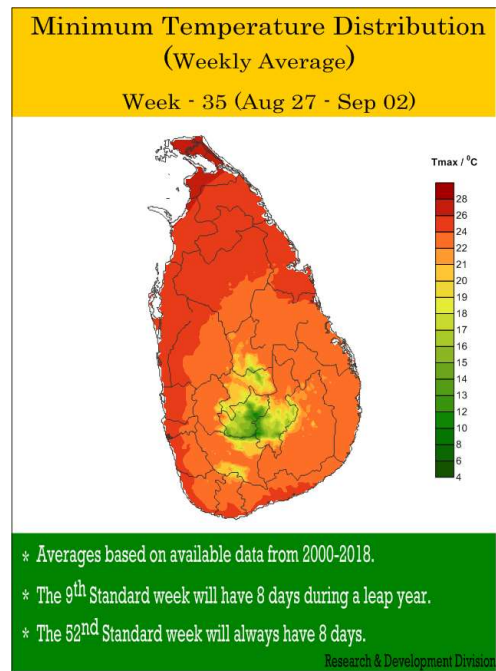 Minimum Temperature Distribution
(Weekly Average)
Week - 35 (Aug 27 - Sep 02)
Tmax / ⁰C
28
26
24
22
21
20
19
18
17
16
15
14
13
12
10
8
6
4
* Averages based on available data from 2000-2018.
* The 9th Standard week will have 8 days during a leap year.
* The 52nd Standard week will always have 8 days.
Research & Development Division